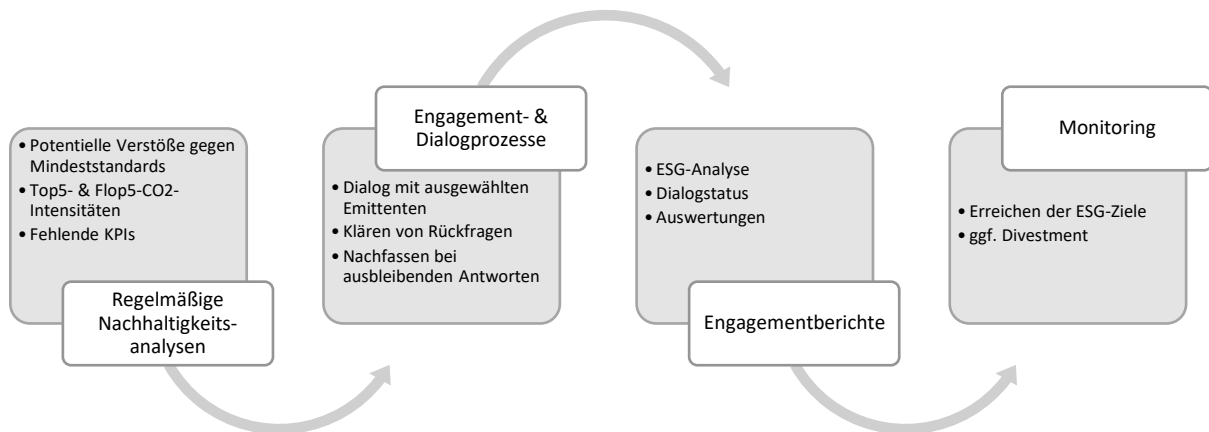 • Potentielle Verstöße gegen
Mindeststandards
• Top5- & Flop5-CO2-
Intensitäten
• Fehlende KPIs
Regelmäßige
Nachhaltigkeits-
analysen
Engagement- &
Dialogprozesse
• Dialog mit ausgewählten
Emittenten
• Klären von Rückfragen
• Nachfassen bei
ausbleibenden Antworten
• ESG-Analyse
• Dialogstatus
• Auswertungen
Engagementberichte
Monitoring
• Erreichen der ESG-Ziele
• ggf. Divestment